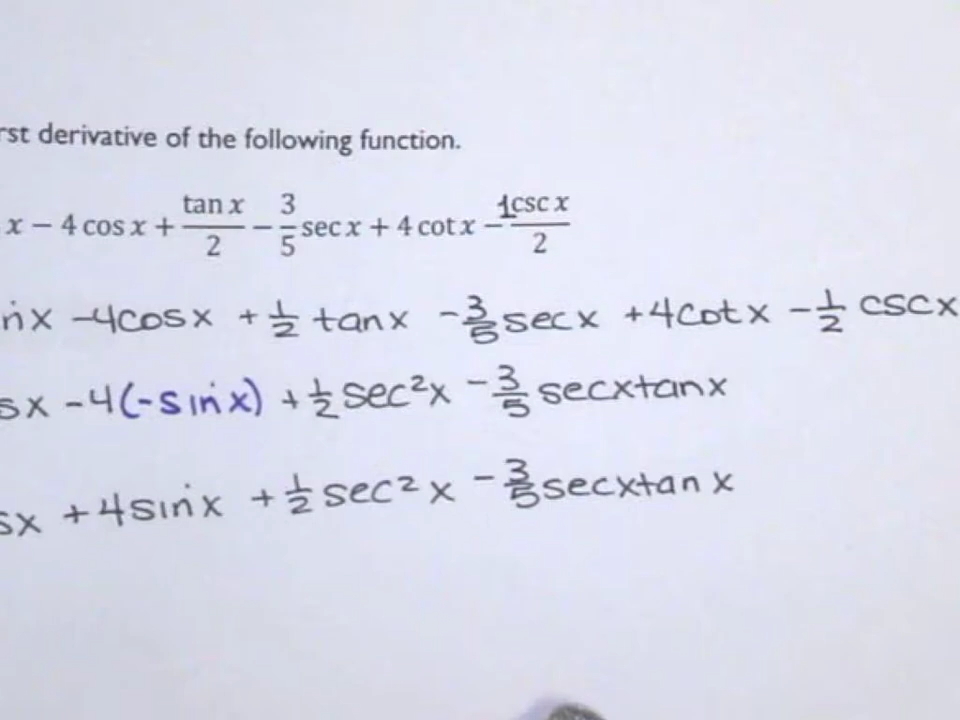 rst derivative of the following function.
x − 4 cos x + tan x/2 − 3/5 sec x + 4 cot x − 1csc x/2
inx −4cosx + 1/2 tanx − 3/5 secx +4cotx − 1/2 cscx
sx −4(−sinx) + 1/2 sec²x − 3/5 secxtanx
sx +4sinx + 1/2 sec²x − 3/5 secxtanx